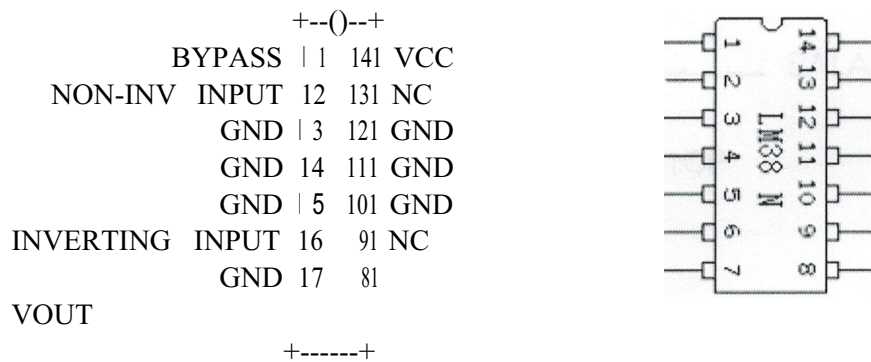 +--()--+
BYPASS | 1 141 VCC
NON-INV INPUT 12 131 NC
GND | 3 121 GND
GND 14 111 GND
GND | 5 101 GND
INVERTING INPUT 16 91 NC
GND 17 81
VOUT
+------+
1 14
2 13
3 12
4 11
5 10
6 9
7 8
LM38 N